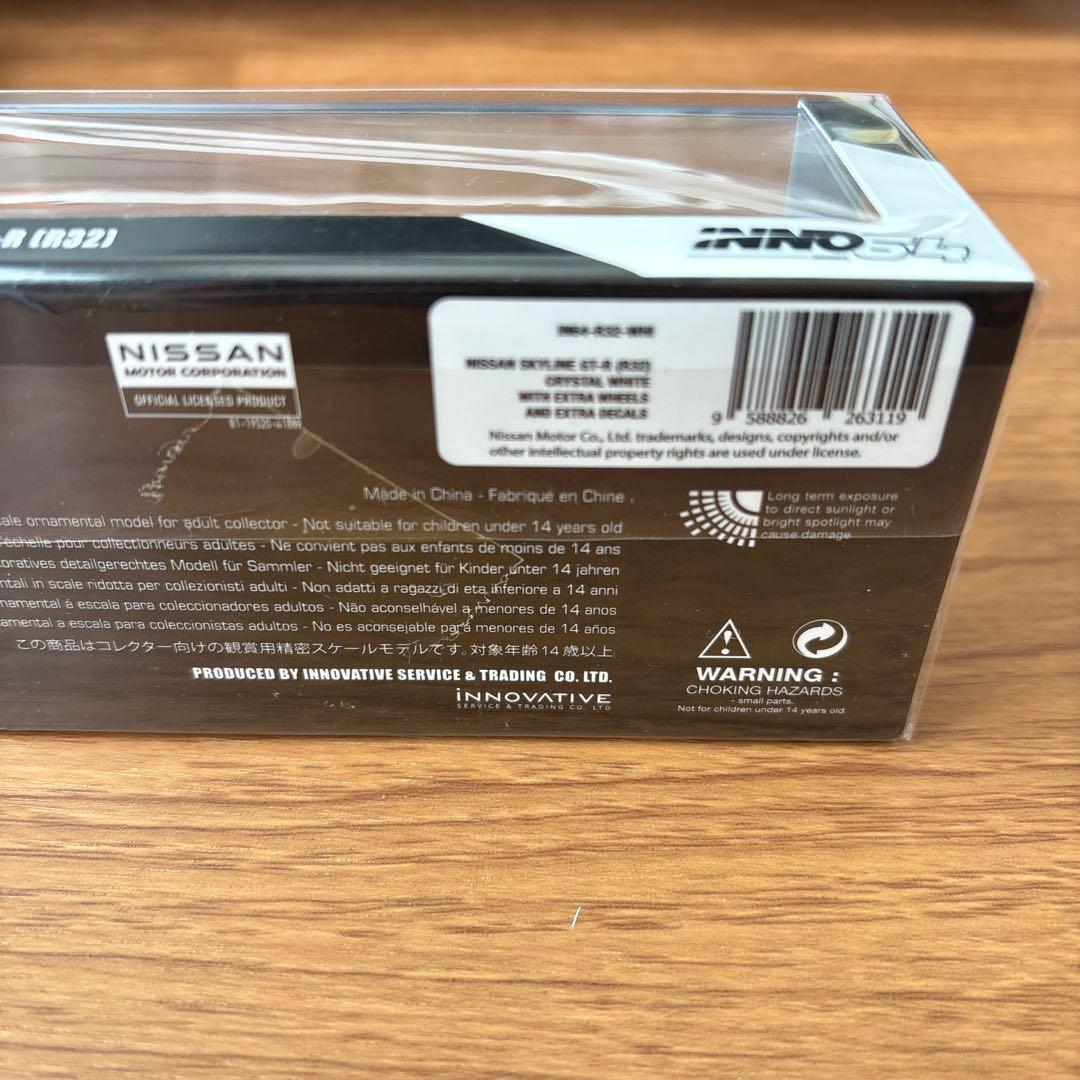 -R (R32)
INNO64
NISSAN
MOTOR CORPORATION
OFFICIAL LICENSED PRODUCT
IN64-R32-WHI
NISSAN SKYLINE GT-R (R32)
CRYSTAL WHITE
WITH EXTRA WHEELS
AND EXTRA DECALS
9 588826 263119
Nissan Motor Co., Ltd. trademarks, designs, copyrights and/or
other intellectual property rights are used under license.
Made in China - Fabriqué en Chine
Long term exposure
to direct sunlight or
bright spotlight may
cause damage
ale ornamental model for adult collector - Not suitable for children under 14 years old
échelle pour collectionneurs adultes - Ne convient pas aux enfants de moins de 14 ans
oratives detailgerechtes Modell für Sammler - Nicht geeignet für Kinder unter 14 jahren
ntali in scale ridotta per collezionisti adulti - Non adatti a ragazzi di eta inferiore a 14 anni
namental á escala para coleccionadores adultos - Não aconselhável a menores de 14 anos
amental a escala para coleccionistas adultos - No es aconsejable para menores de 14 años
この商品はコレクター向けの観賞用精密スケールモデルです。対象年齢14歳以上
PRODUCED BY INNOVATIVE SERVICE & TRADING CO. LTD.
iNNOVATIVE
SERVICE & TRADING CO. LTD
WARNING :
CHOKING HAZARDS
- small parts.
Not for children under 14 years old